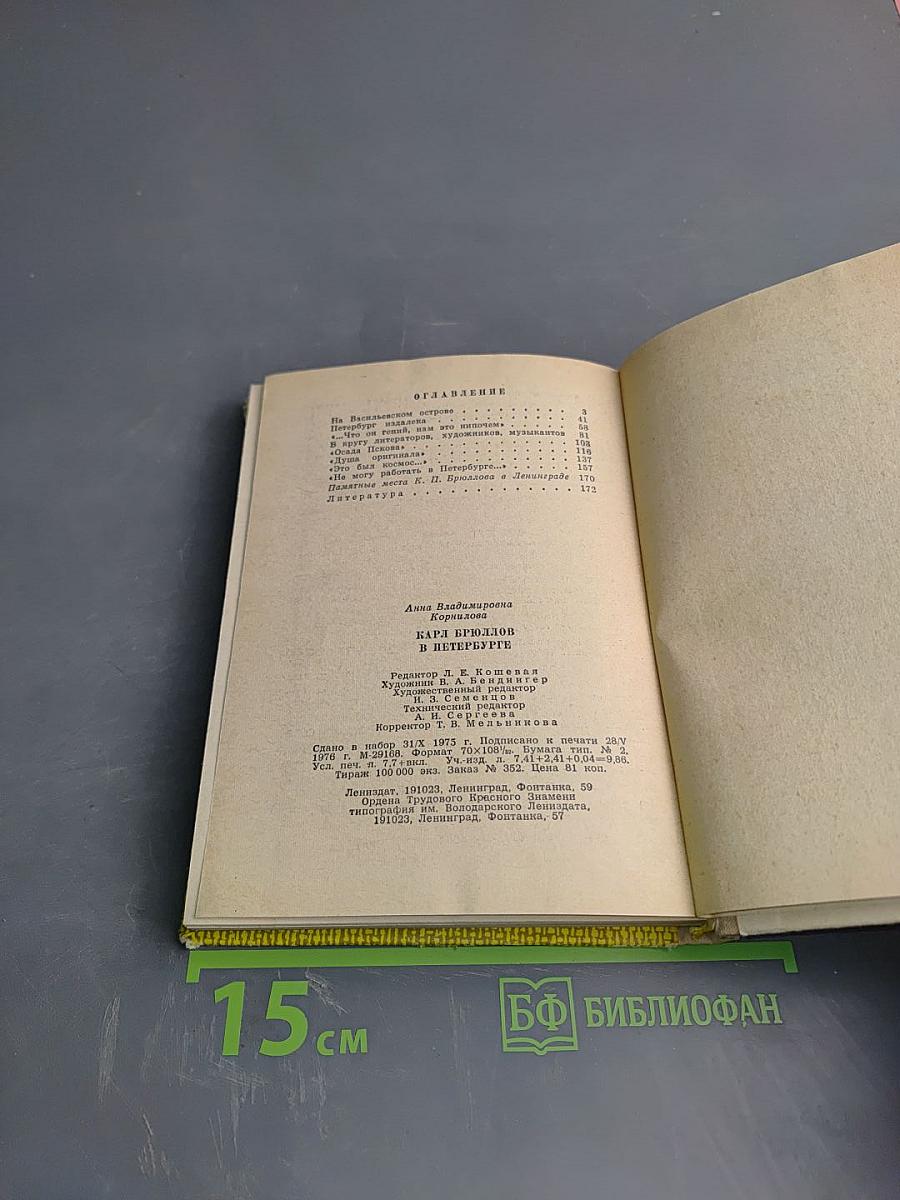 ОГЛАВЛЕНИЕ
На Васильевском острове . . . . . . . . . 3
Петербург издалека . . . . . . . . . . 41
«...Что он гений, нам это нипочем» . . . . . 58
В кругу литераторов, художников, музыкантов 81
«Осада Пскова» . . . . . . . . . . . 103
«Душа оригинала» . . . . . . . . . . 116
«Это был космос...» . . . . . . . . . . 137
«Не могу работать в Петербурге...» . . . . . 157
Памятные места К. П. Брюллова в Ленинграде 170
Литература . . . . . . . . . . . . 172
Анна Владимировна
Корнилова
КАРЛ БРЮЛЛОВ
В ПЕТЕРБУРГЕ
Редактор Л. Е. Кошевая
Художник В. А. Бендингер
Художественный редактор
И. З. Семенцов
Технический редактор
А. И. Сергеева
Корректор Т. В. Мельникова
Сдано в набор 31/X 1975 г. Подписано к печати 28/V
1976 г. М-29168. Формат 70×108¹/₃₂. Бумага тип. № 2.
Усл. печ. л. 7,7+вкл. Уч.-изд. л. 7,41+2,41+0,04=9,86.
Тираж 100 000 экз. Заказ № 352. Цена 81 коп.
Лениздат, 191023, Ленинград, Фонтанка, 59
Ордена Трудового Красного Знамени
типография им. Володарского Лениздата,
191023, Ленинград, Фонтанка, 57
15 см
БФ БИБЛИОФАН